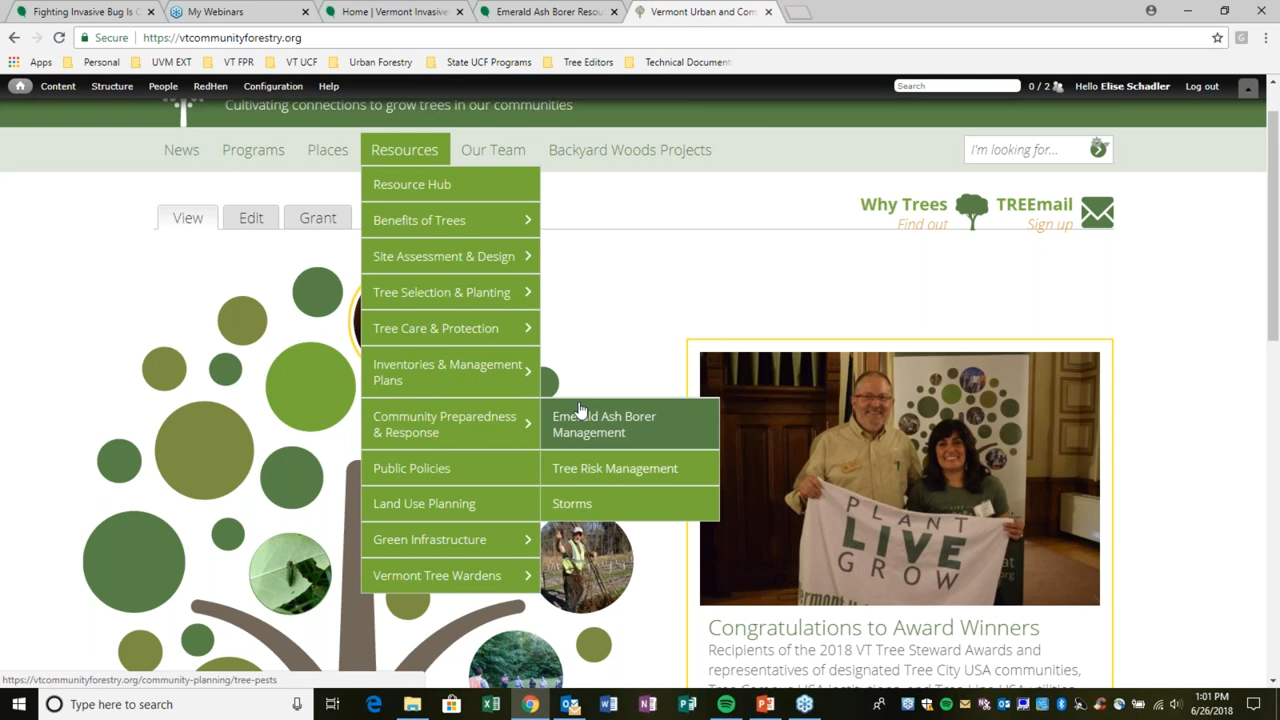 Fighting Invasive Bug Is C
My Webinars
Home | Vermont Invasive
Emerald Ash Borer Resou
Vermont Urban and Com
Secure
https://vtcommunityforestry.org
Apps
Personal
UVM EXT
VT FPR
VT UCF
Urban Forestry
State UCF Programs
Tree Editors
Technical Document
Content
Structure
People
RedHen
Configuration
Help
Search
0 / 2
Hello Elise Schadler
Log out
Cultivating connections to grow trees in our communities
News
Programs
Places
Resources
Our Team
Backyard Woods Projects
I'm looking for...
Resource Hub
Benefits of Trees
Site Assessment & Design
Tree Selection & Planting
Tree Care & Protection
Inventories & Management
Plans
Community Preparedness
& Response
Public Policies
Land Use Planning
Green Infrastructure
Vermont Tree Wardens
Emerald Ash Borer
Management
Tree Risk Management
Storms
View
Edit
Grant
Why Trees
Find out
TREEmail
Sign up
PLANT
LIVE
GROW
Congratulations to Award Winners
Recipients of the 2018 VT Tree Steward Awards and
representatives of designated Tree City USA communities,
https://vtcommunityforestry.org/community-planning/tree-pests
Type here to search
1:01 PM
6/26/2018